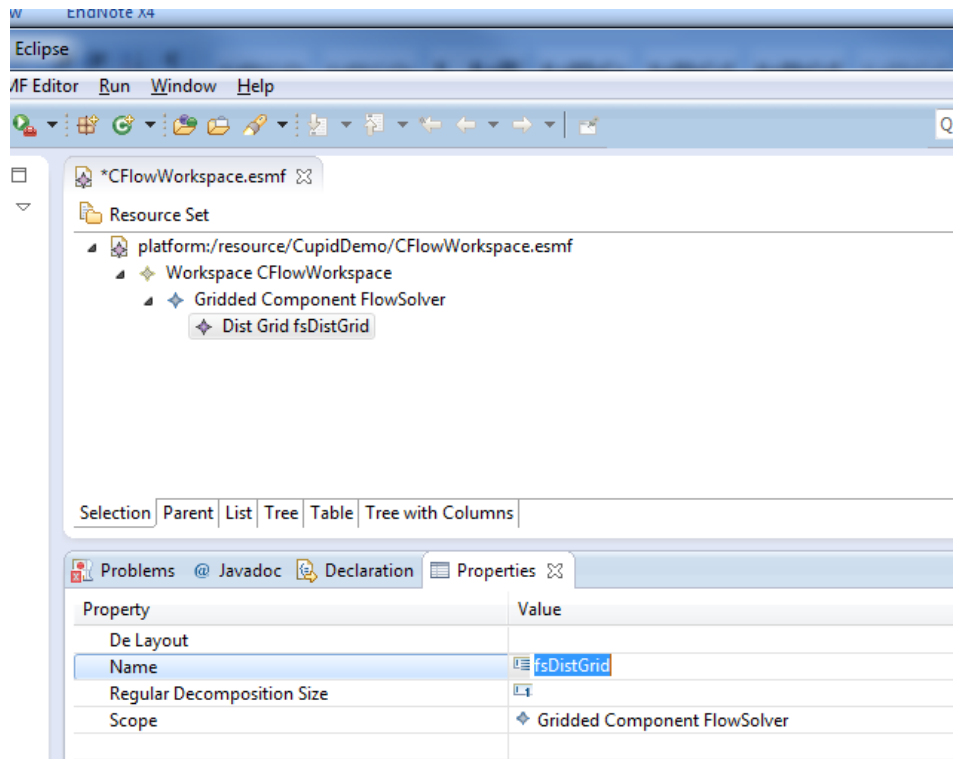 EndNote X4
Eclipse
MF Editor Run Window Help
Q
*CFlowWorkspace.esmf
Resource Set
platform:/resource/CupidDemo/CFlowWorkspace.esmf
Workspace CFlowWorkspace
Gridded Component FlowSolver
Dist Grid fsDistGrid
Selection Parent List Tree Table Tree with Columns
Problems @ Javadoc Declaration Properties
Property Value
De Layout
Name fsDistGrid
Regular Decomposition Size
Scope Gridded Component FlowSolver